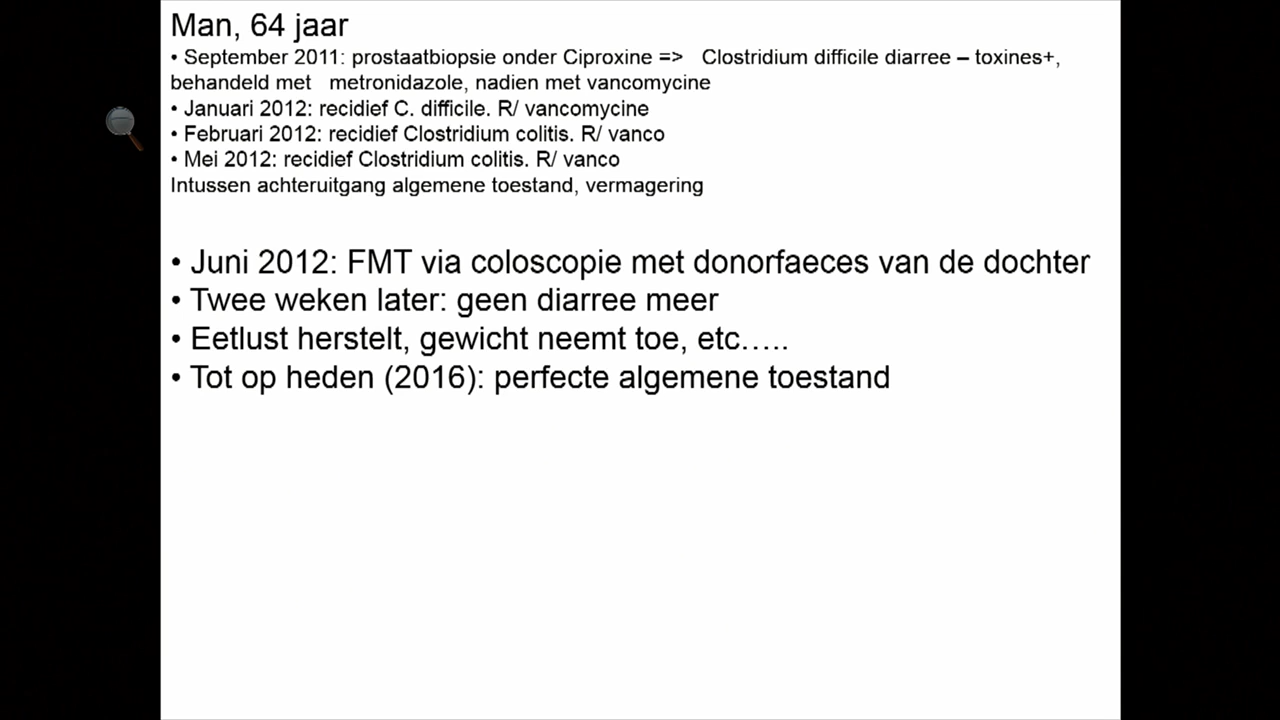 Man, 64 jaar
• September 2011: prostaatbiopsie onder Ciproxine => Clostridium difficile diarree – toxines+,
behandeld met metronidazole, nadien met vancomycine
• Januari 2012: recidief C. difficile. R/ vancomycine
• Februari 2012: recidief Clostridium colitis. R/ vanco
• Mei 2012: recidief Clostridium colitis. R/ vanco
Intussen achteruitgang algemene toestand, vermagering
• Juni 2012: FMT via coloscopie met donorfaeces van de dochter
• Twee weken later: geen diarree meer
• Eetlust herstelt, gewicht neemt toe, etc…..
• Tot op heden (2016): perfecte algemene toestand